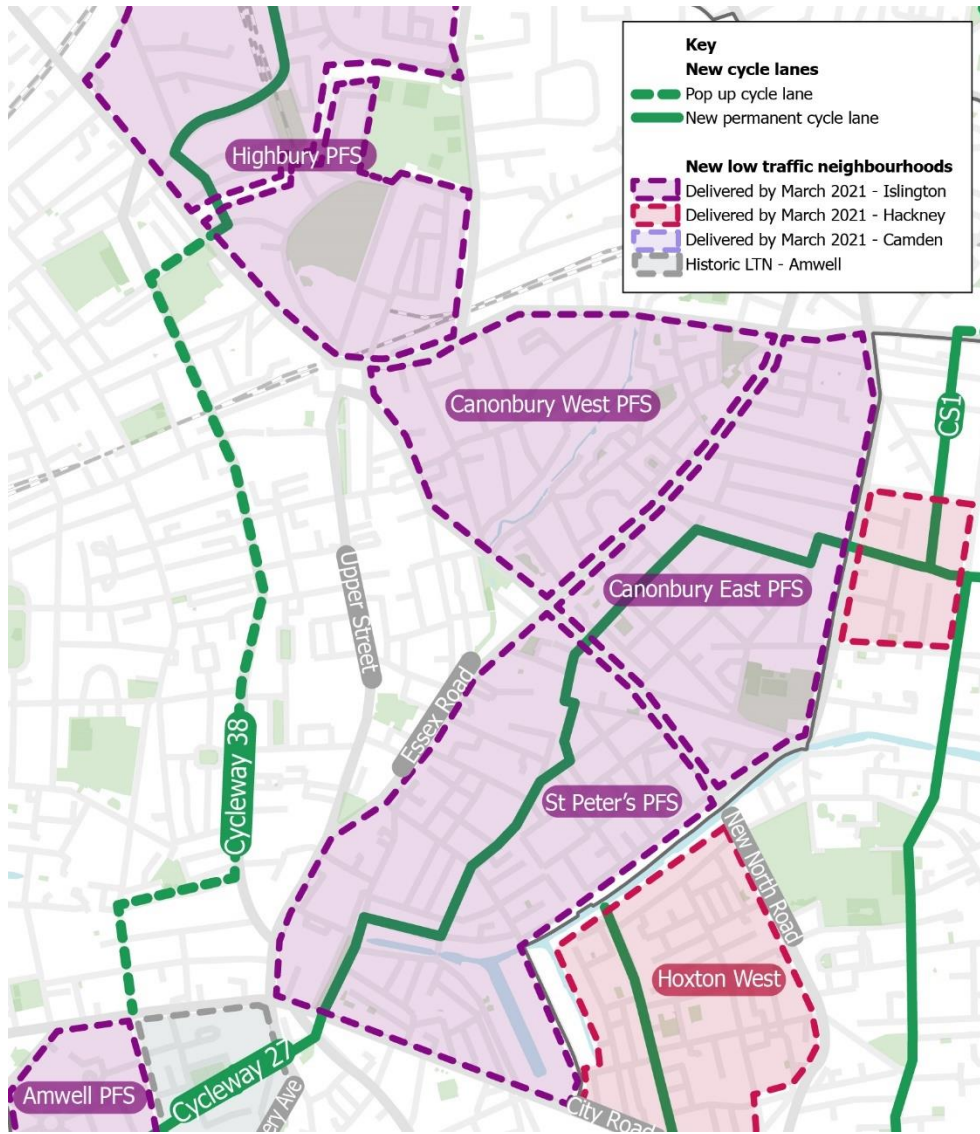 Key
New cycle lanes
Pop up cycle lane
New permanent cycle lane
New low traffic neighbourhoods
Delivered by March 2021 - Islington
Delivered by March 2021 - Hackney
Delivered by March 2021 - Camden
Historic LTN - Amwell
Highbury PFS
Canonbury West PFS
CS1
Upper Street
Canonbury East PFS
Essex Road
Cycleway 38
St Peter's PFS
New North Road
Hoxton West
Amwell PFS
Cycleway 27
ery Ave
City Road